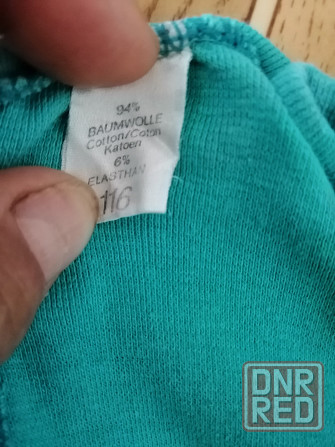 94%
BAUMWOLLE
Cotton/Coton
Katoen
6%
ELASTHAN
116
DNR
RED